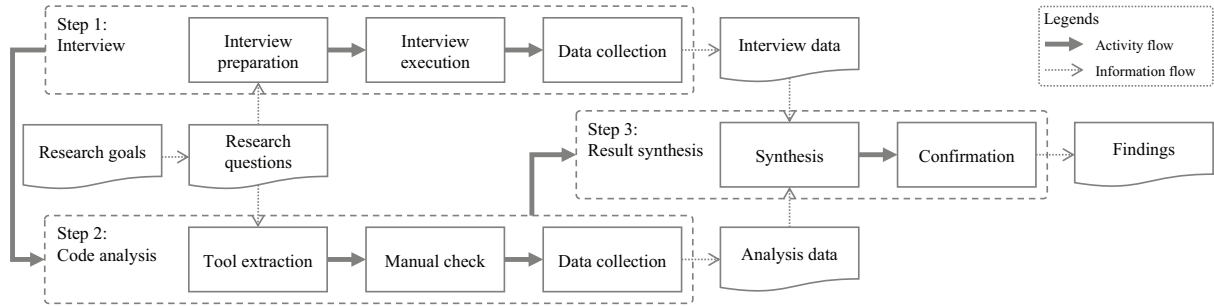 Step 1:
Interview
Interview
preparation
Interview
execution
Data collection
Interview data
Legends
Activity flow
Information flow
Research goals
Research
questions
Step 3:
Result synthesis
Synthesis
Confirmation
Findings
Step 2:
Code analysis
Tool extraction
Manual check
Data collection
Analysis data